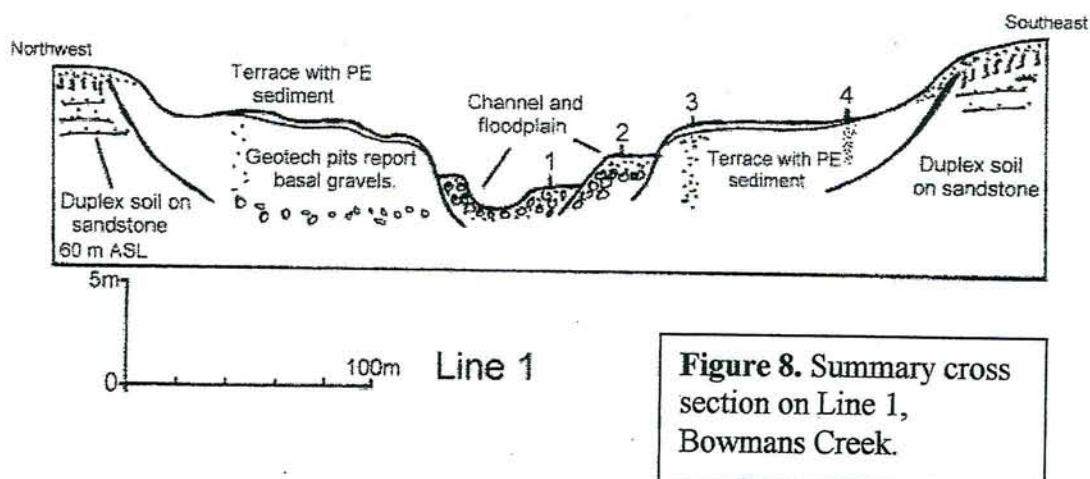 Northwest
Southeast
Terrace with PE
sediment
Channel and
floodplain
1
2
3
4
Geotech pits report
basal gravels.
Terrace with PE
sediment
Duplex soil on
sandstone
Duplex soil
on sandstone
60 m ASL
5m
0
100m
Line 1
Figure 8. Summary cross
section on Line 1,
Bowmans Creek.